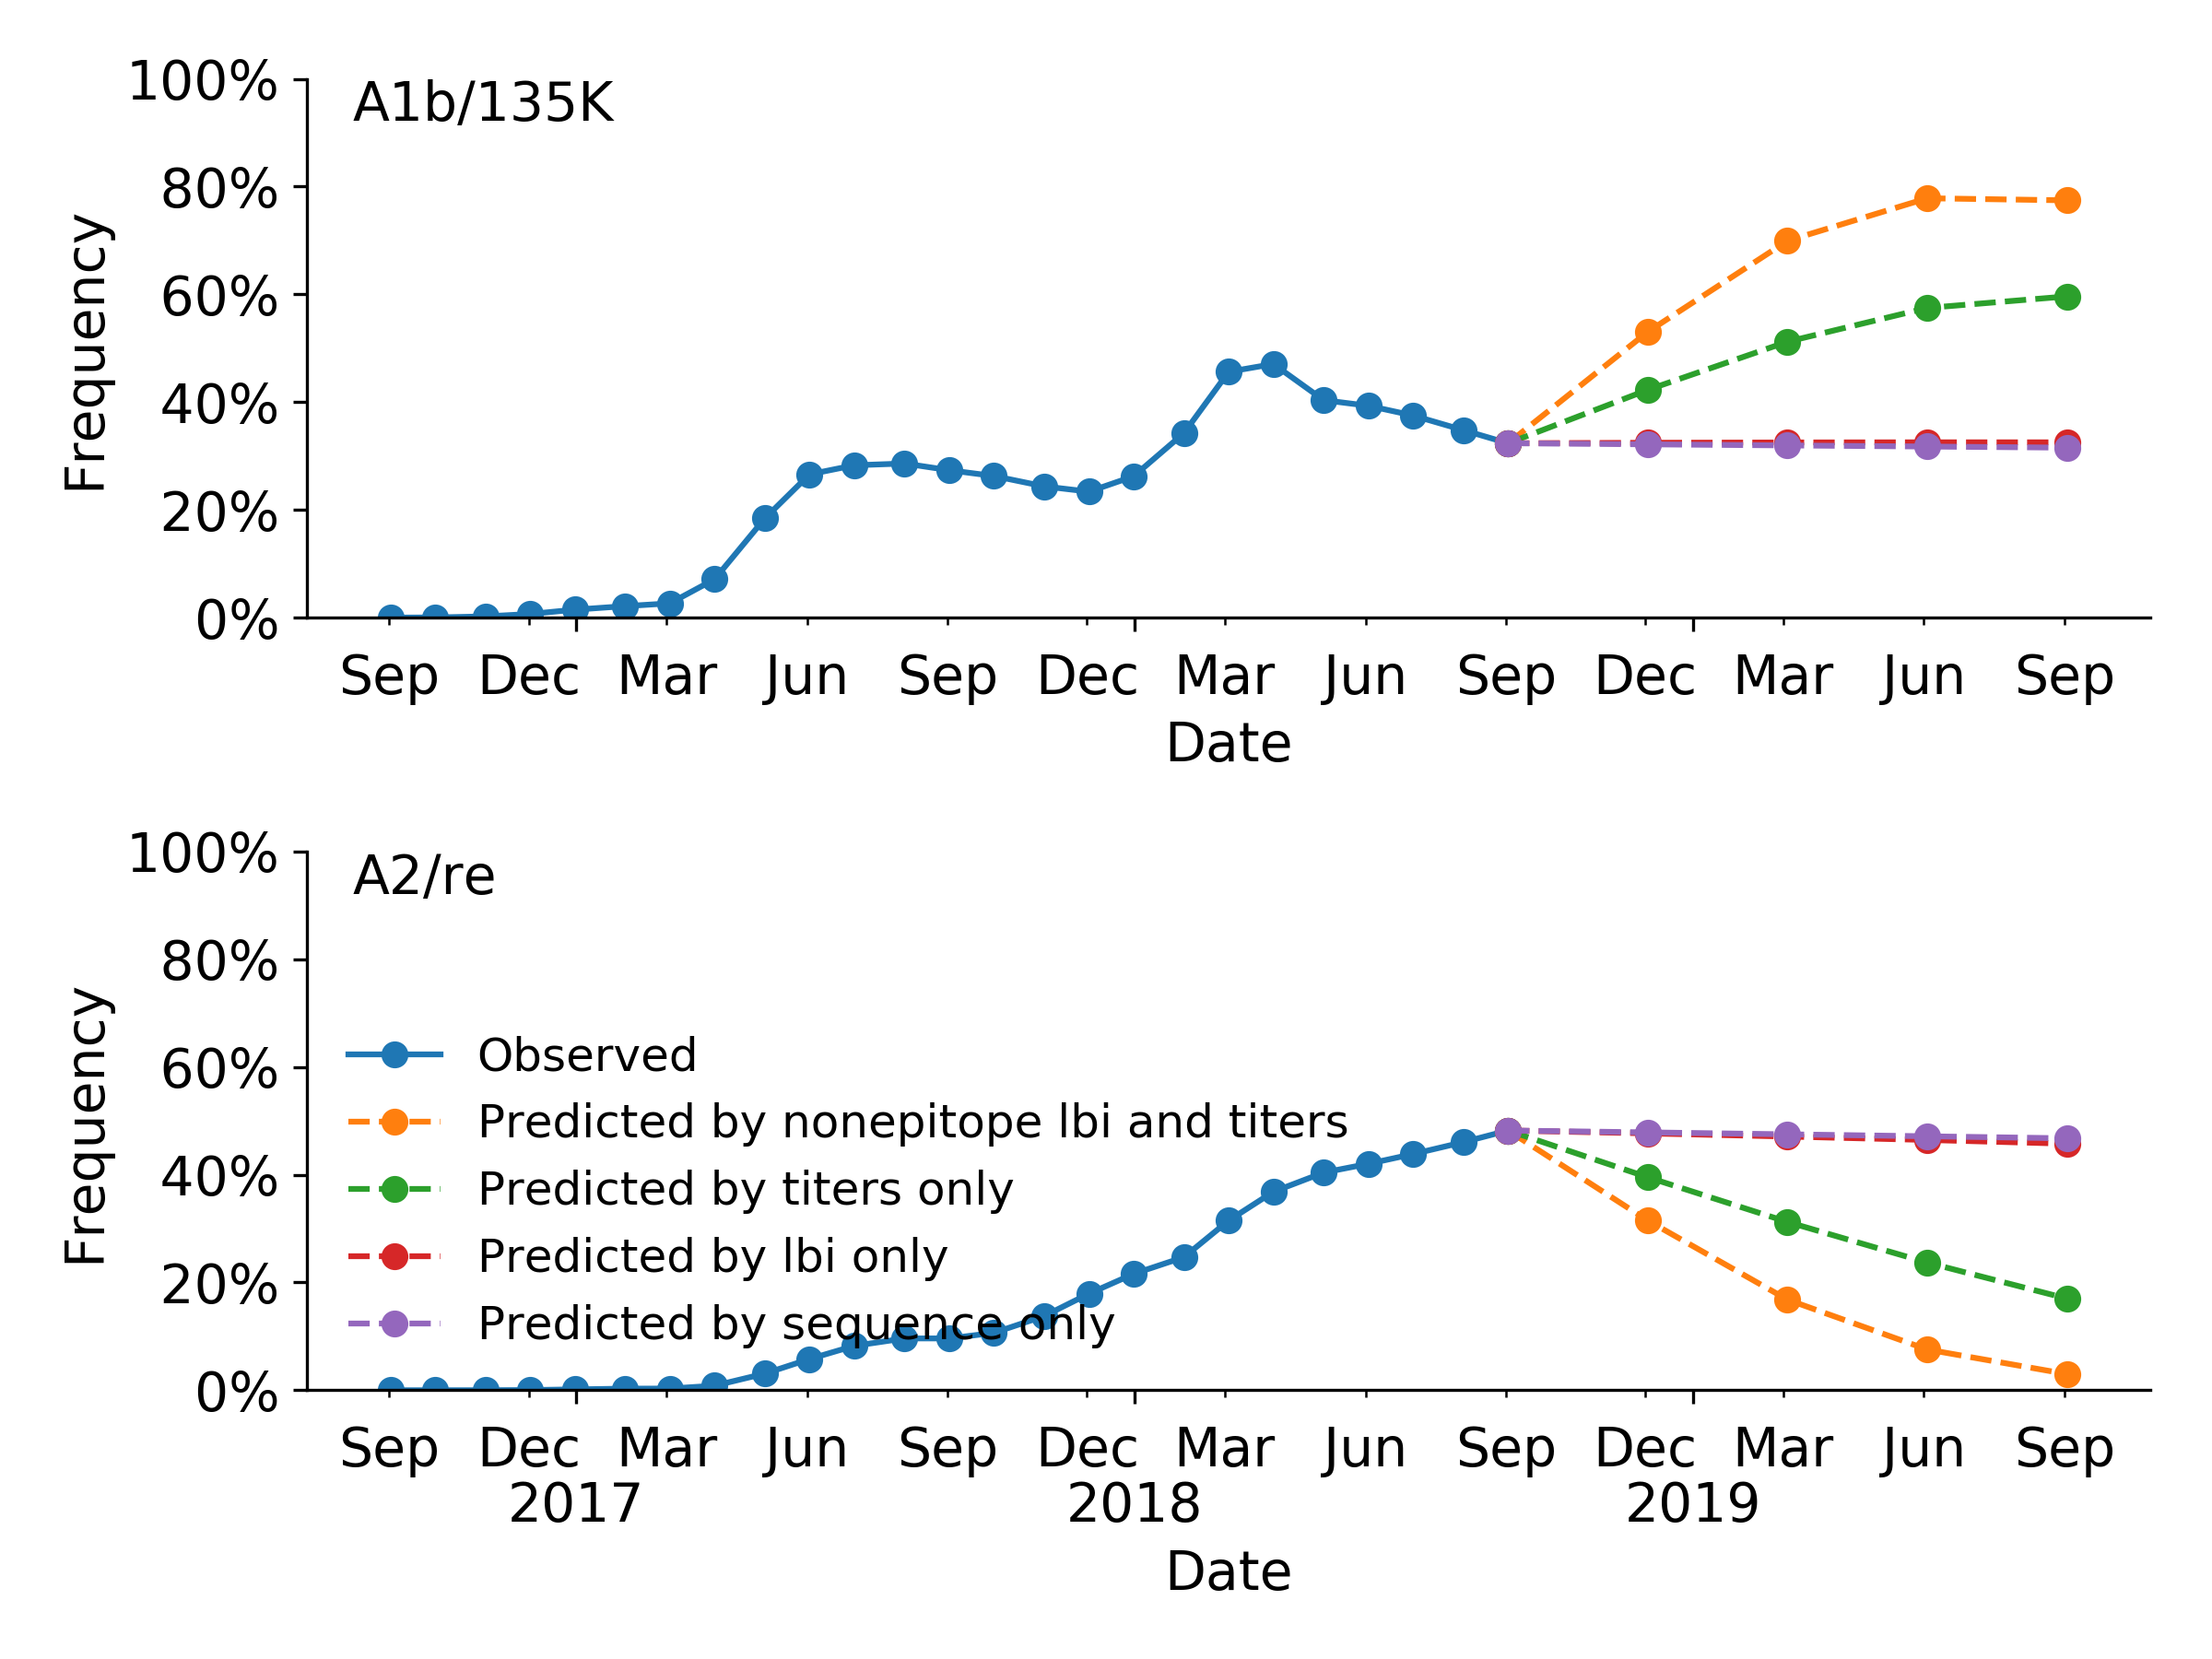 A1b/135K
100%
80%
60%
40%
20%
0%
Frequency
Sep Dec Mar Jun Sep Dec Mar Jun Sep Dec Mar Jun Sep
Date
A2/re
100%
80%
60%
40%
20%
0%
Frequency
Observed
Predicted by nonepitope lbi and titers
Predicted by titers only
Predicted by lbi only
Predicted by sequence only
Sep Dec Mar Jun Sep Dec Mar Jun Sep Dec Mar Jun Sep
2017 2018 2019
Date